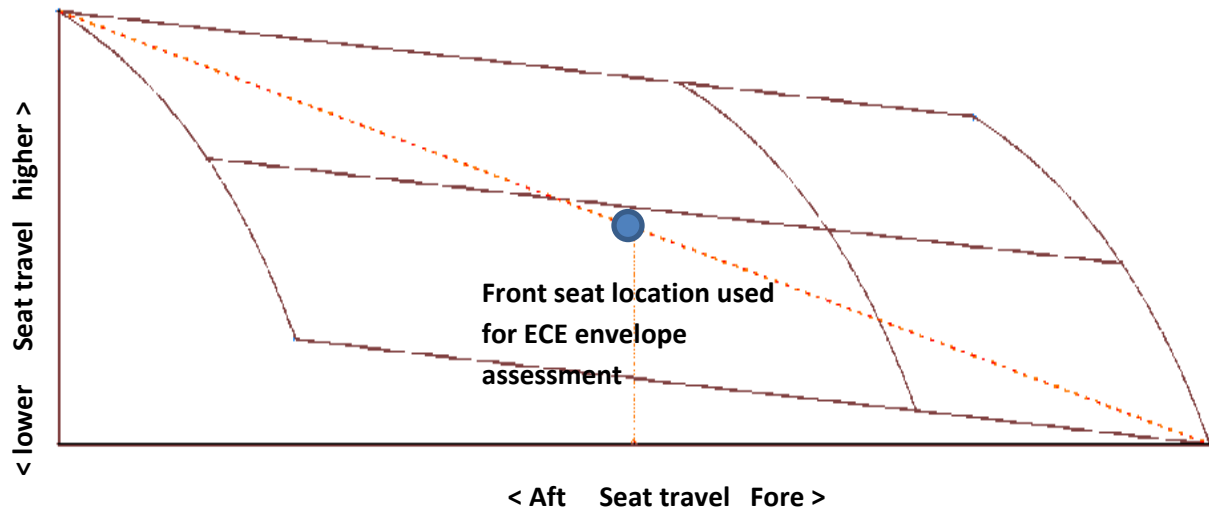 < lower Seat travel higher >
Front seat location used
for ECE envelope
assessment
< Aft Seat travel Fore >